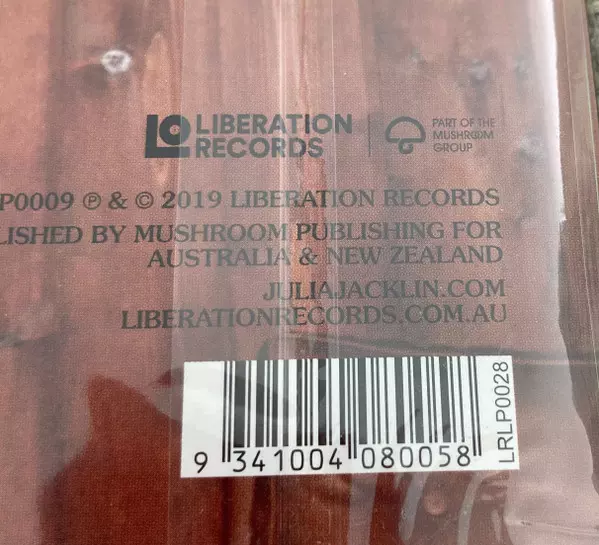 LIBERATION
RECORDS
PART OF THE
MUSHROOM
GROUP
P0009 ℗ & © 2019 LIBERATION RECORDS
LISHED BY MUSHROOM PUBLISHING FOR
AUSTRALIA & NEW ZEALAND
JULIAJACKLIN.COM
LIBERATIONRECORDS.COM.AU
9 341004 080058
LRLP0028